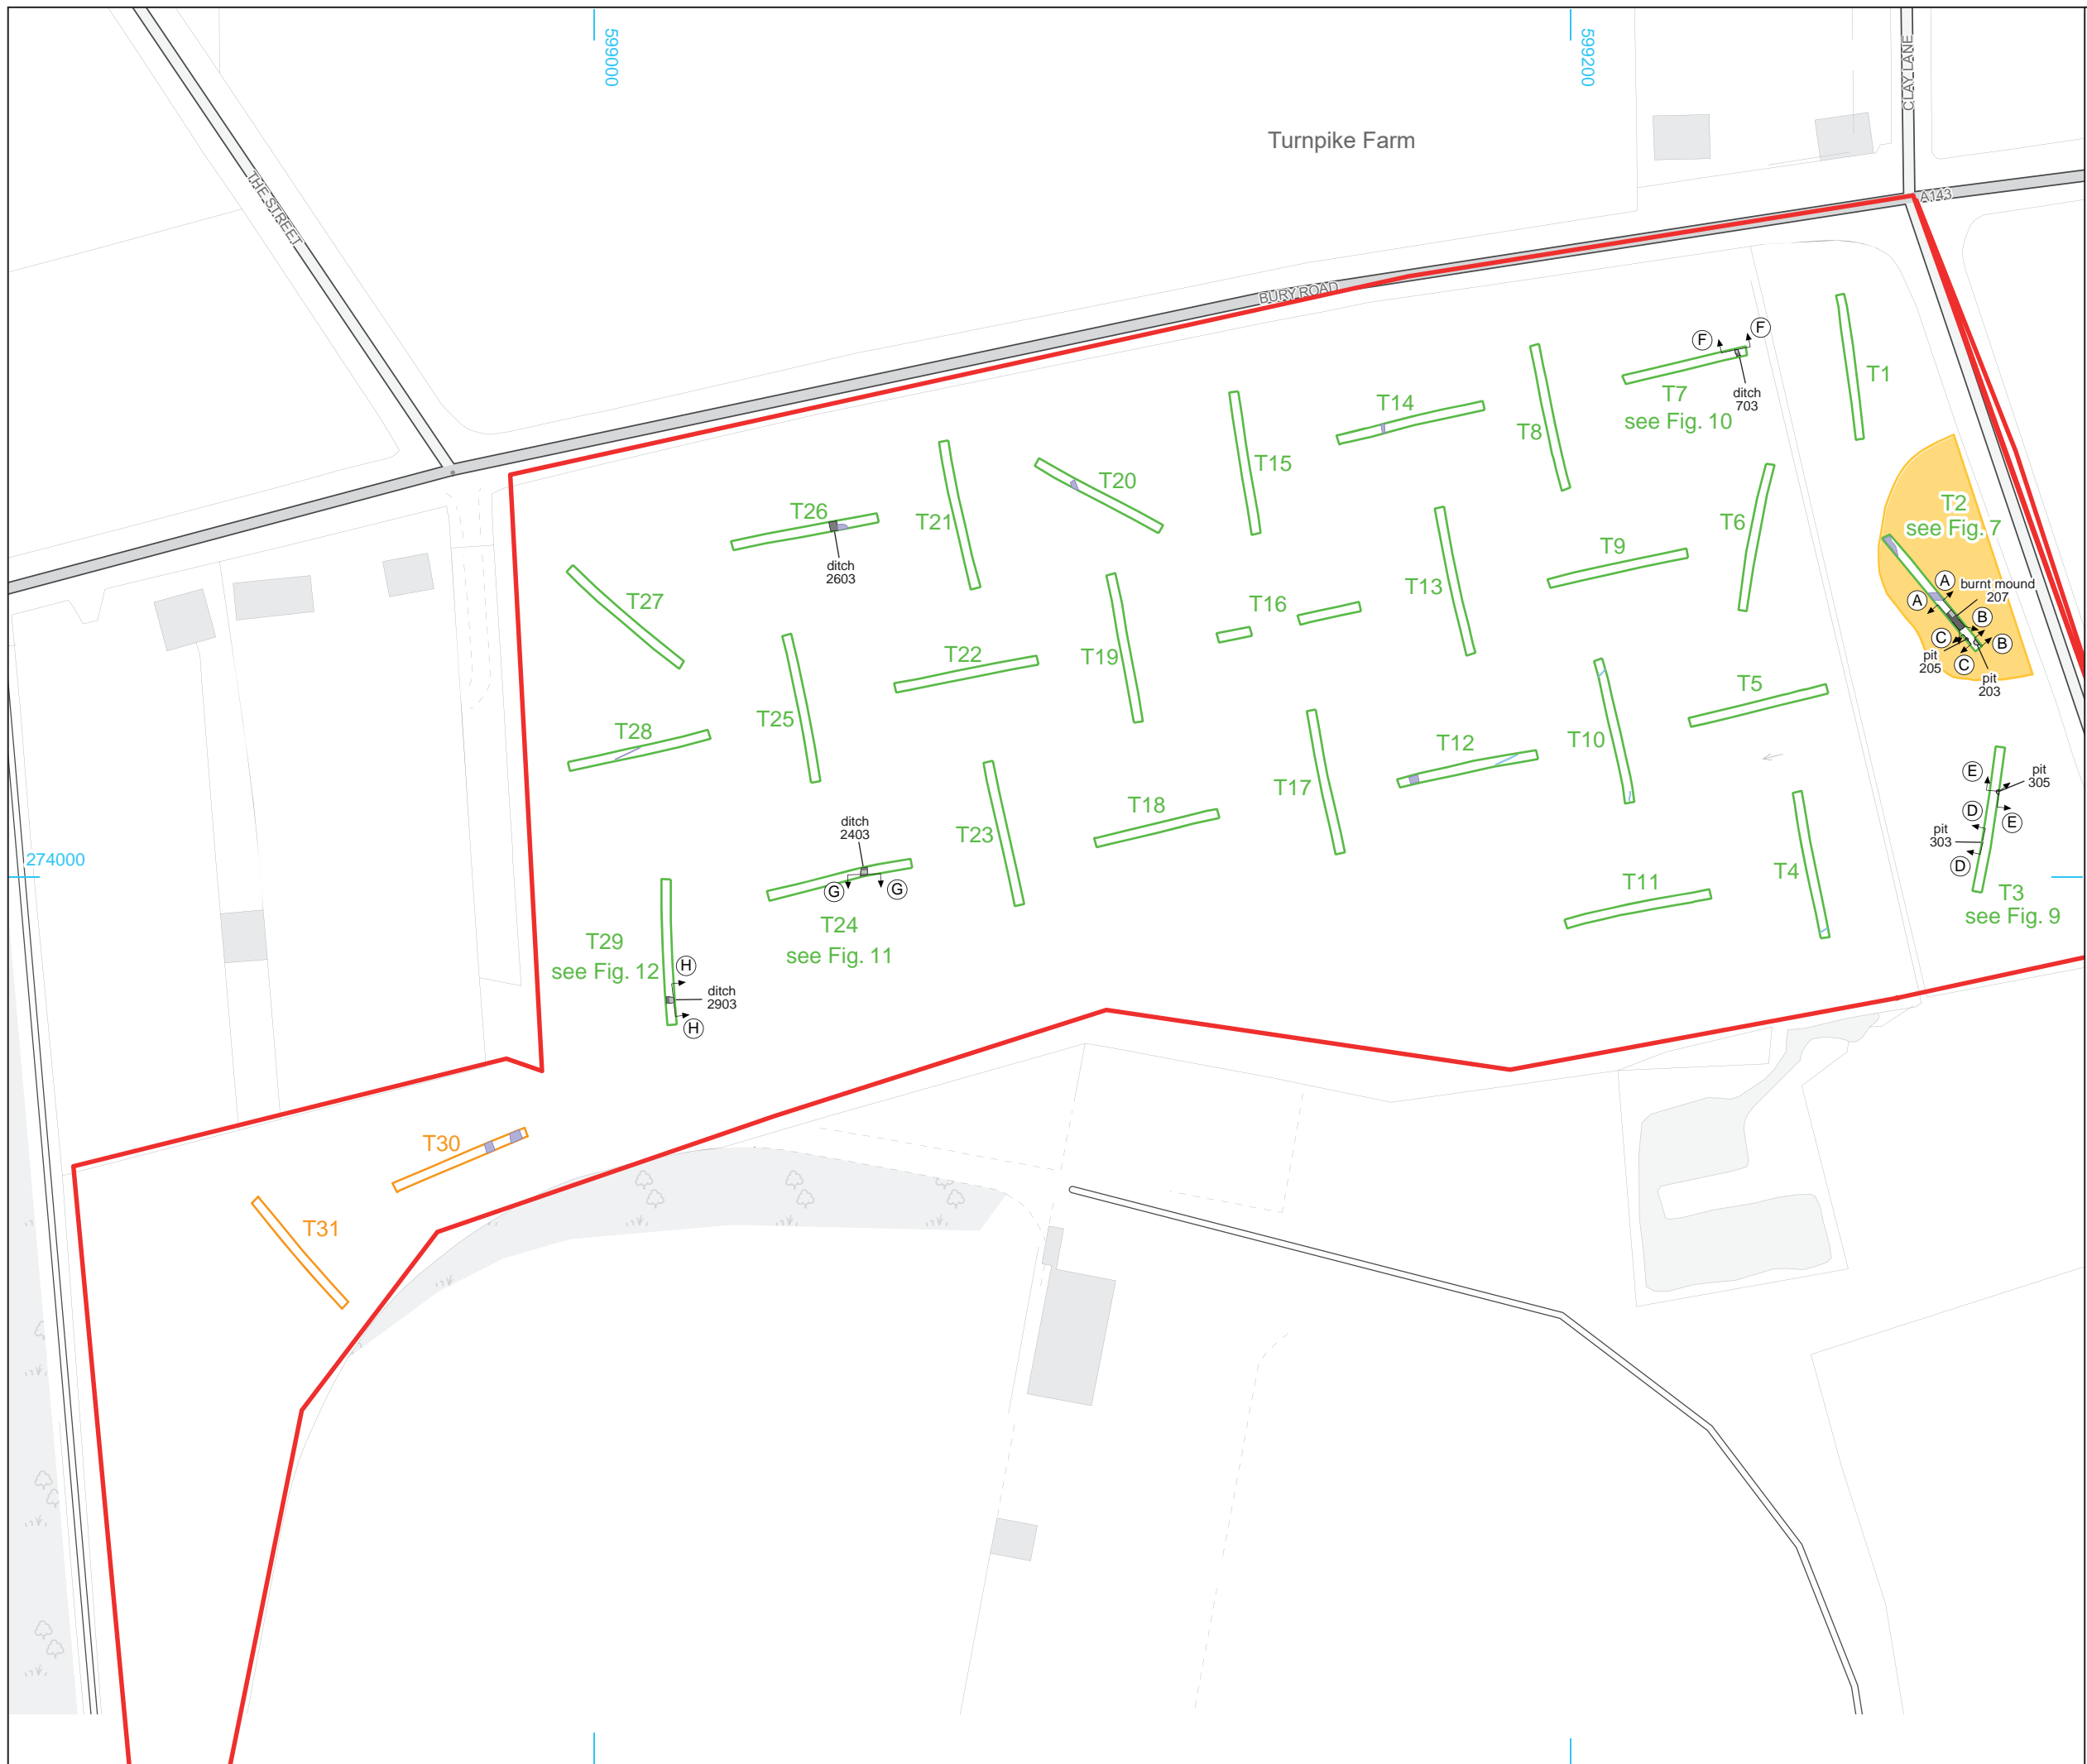 599000
599200
CLAY LANE
Turnpike Farm
THE STREET
A143
BURY ROAD
F
F
T1
T7
see Fig. 10
ditch
703
T14
T8
T15
T20
T26
T21
ditch
2603
T2
see Fig. 7
T6
T9
T13
T16
T27
A
A
burnt mound
207
B
B
C
C
pit
205
pit
203
T22
T19
T25
T28
T5
T10
T12
T17
T18
T23
E
pit
305
D
E
pit
303
D
T3
see Fig. 9
T4
T11
274000
ditch
2403
G
G
T24
see Fig. 11
T29
see Fig. 12
H
ditch
2903
H
T30
T31